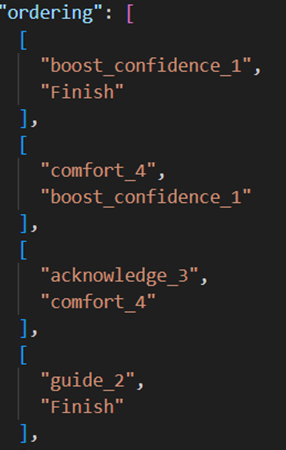 "ordering": [
[
"boost_confidence_1",
"Finish"
],
[
"comfort_4",
"boost_confidence_1"
],
[
"acknowledge_3",
"comfort_4"
],
[
"guide_2",
"Finish"
],